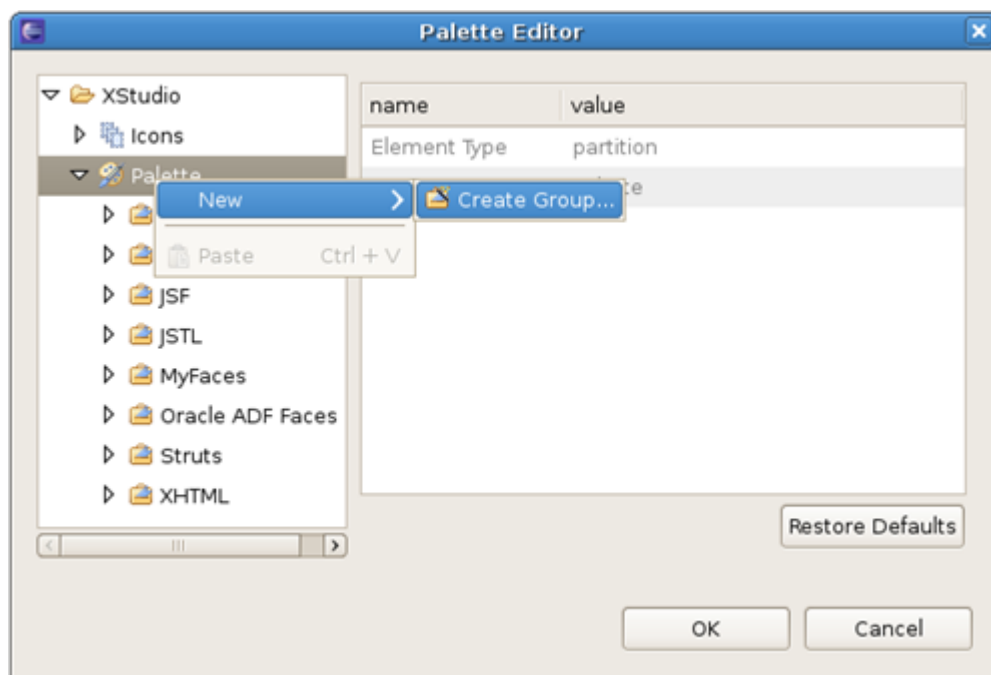 Palette Editor
XStudio
name value
Icons
Element Type partition
Palette
New Create Group...
Paste Ctrl + V
JSF
JSTL
MyFaces
Oracle ADF Faces
Struts
XHTML
Restore Defaults
OK Cancel